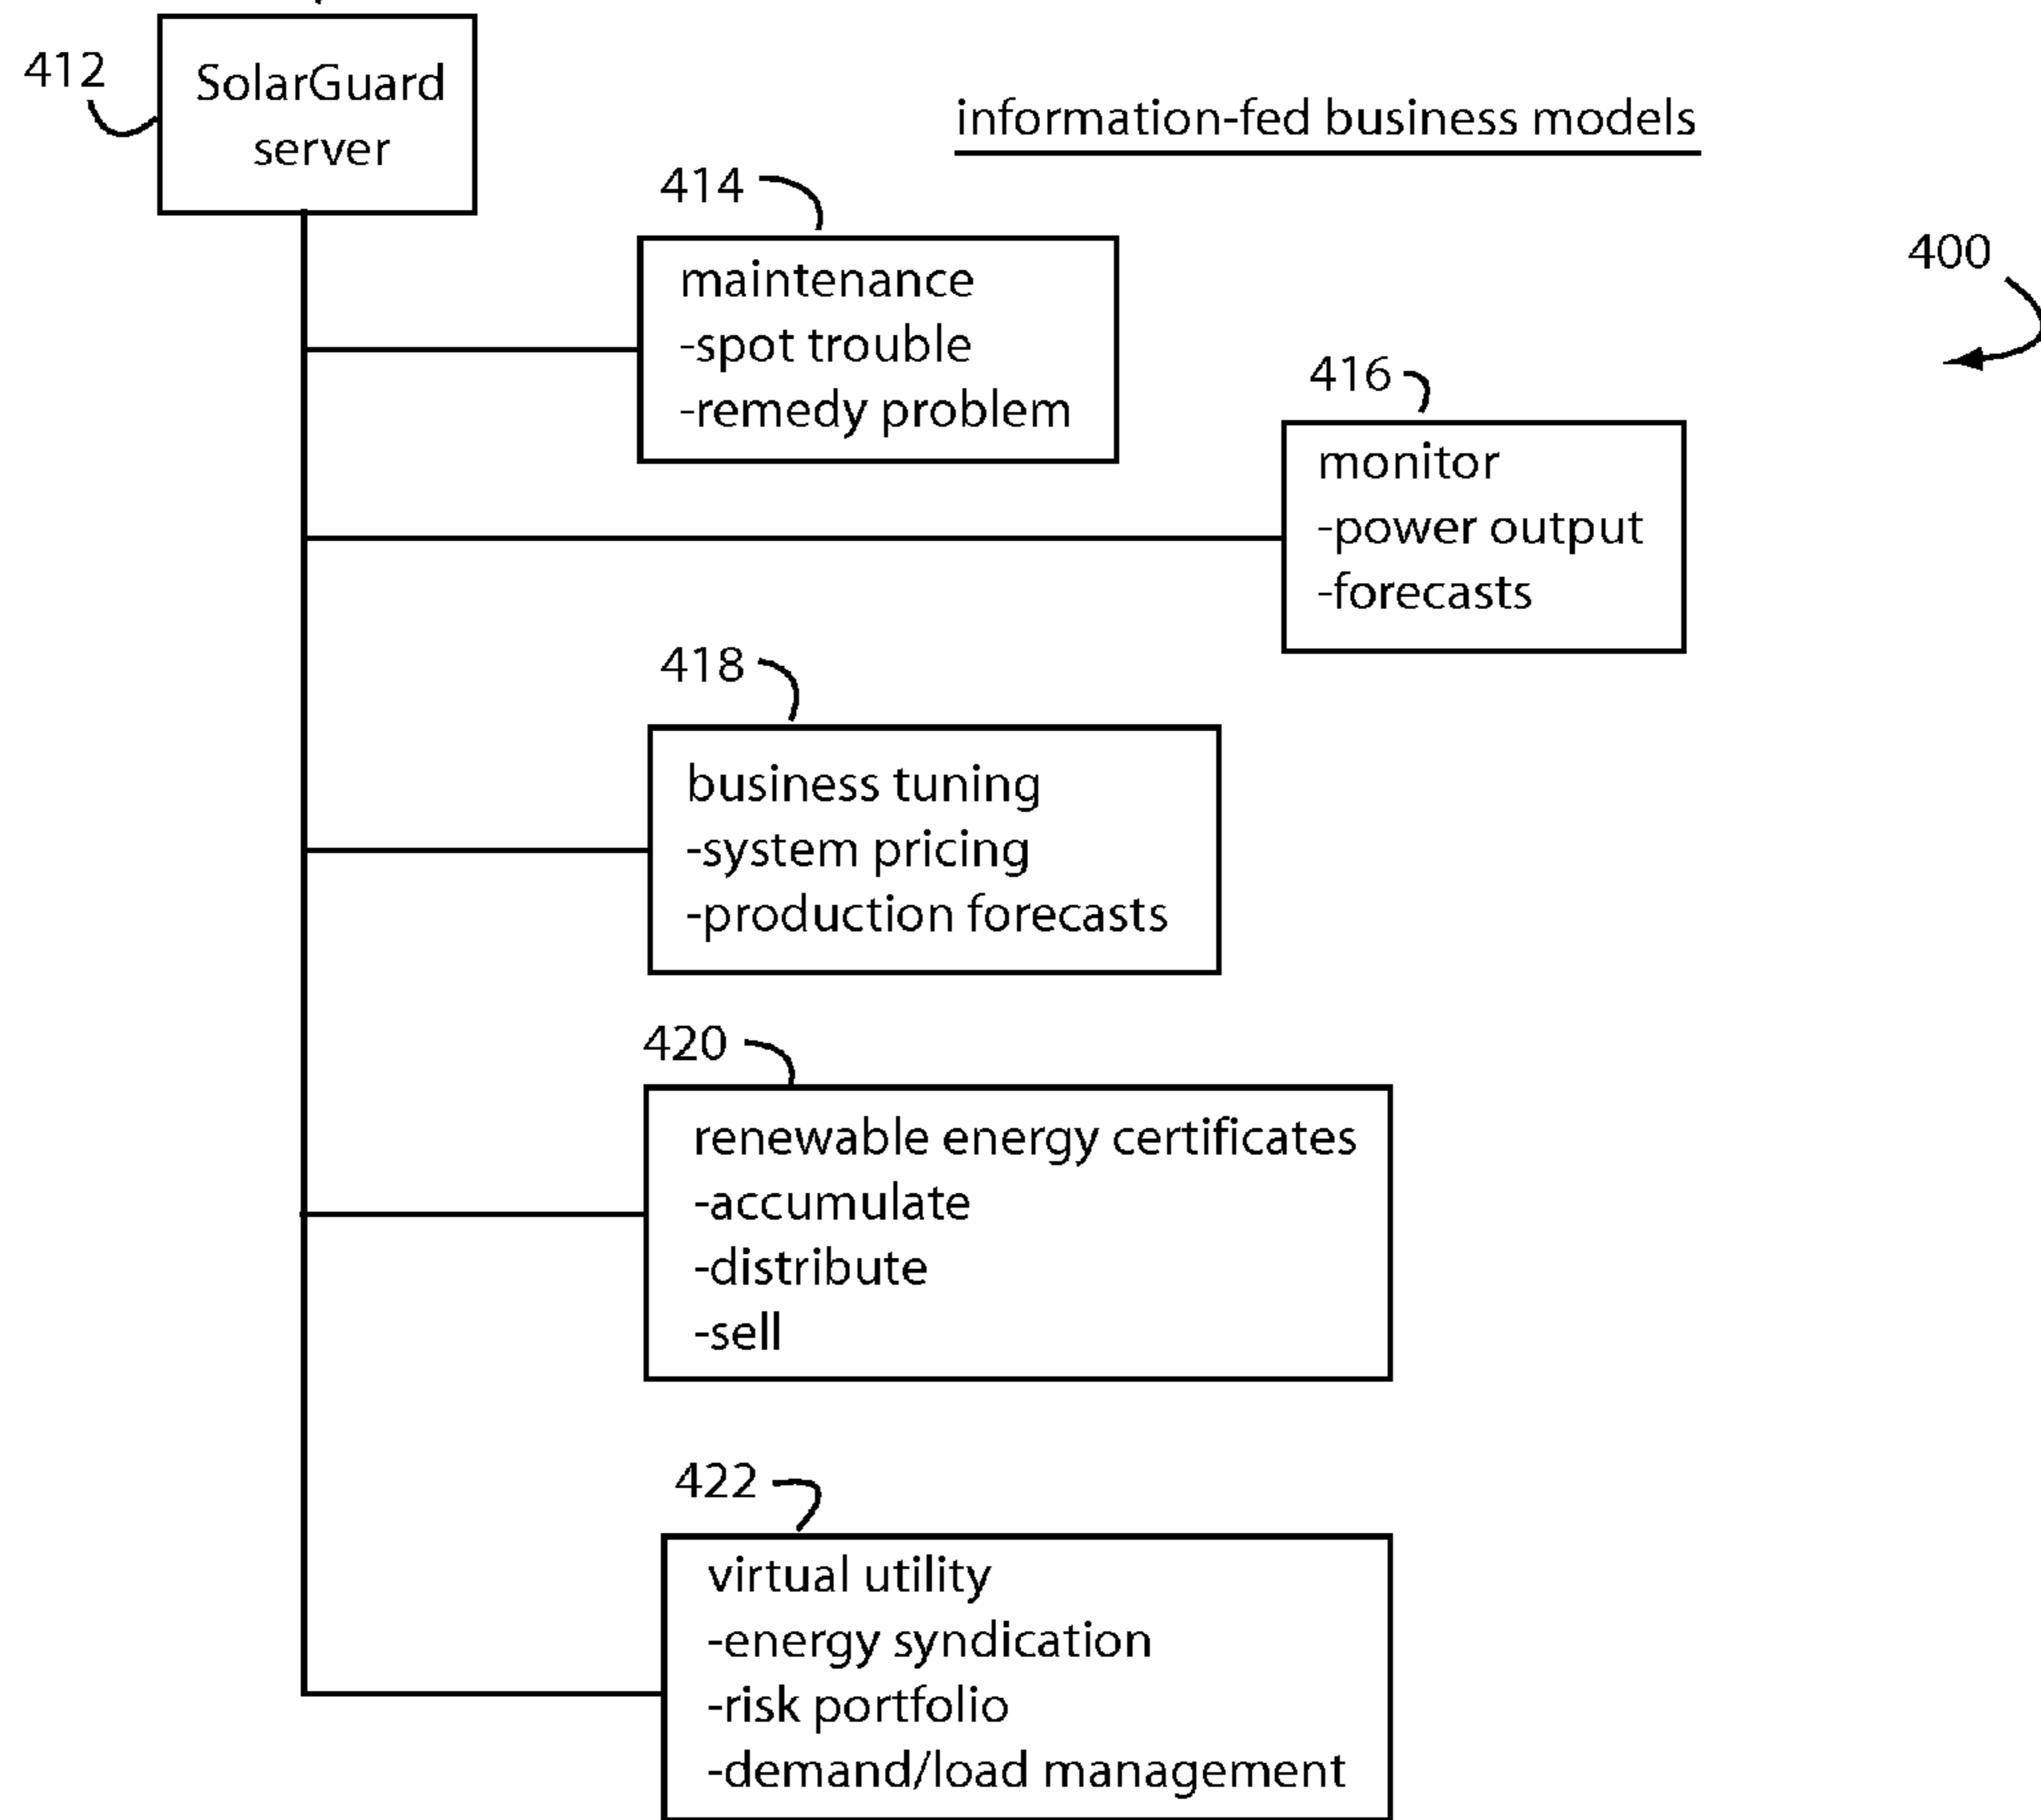 412
SolarGuard
server
information-fed business models
414
maintenance
-spot trouble
-remedy problem
400
416
monitor
-power output
-forecasts
418
business tuning
-system pricing
-production forecasts
420
renewable energy certificates
-accumulate
-distribute
-sell
422
virtual utility
-energy syndication
-risk portfolio
-demand/load management